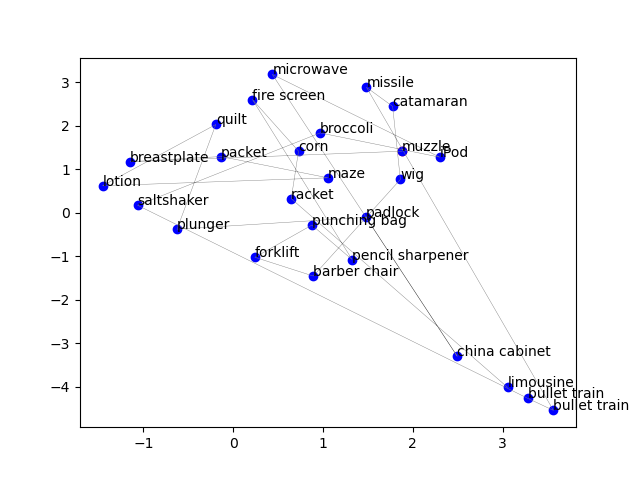 microwave
missile
fire screen
catamaran
quilt
broccoli
corn
muzzle
iPod
breastplate
packet
lotion
maze
wig
saltshaker
racket
padlock
plunger
punching bag
forklift
pencil sharpener
barber chair
china cabinet
limousine
bullet train
bullet train
3
2
1
0
−1
−2
−3
−4
−1
0
1
2
3